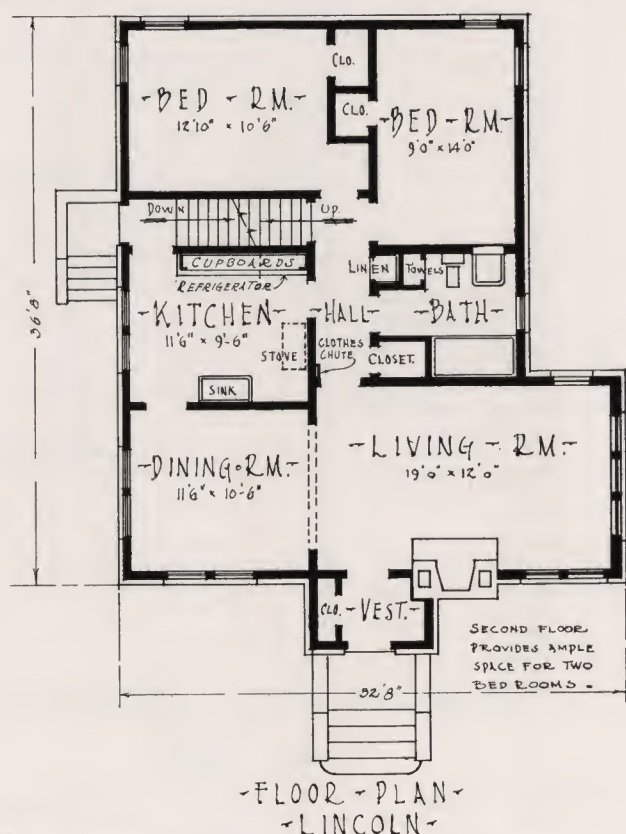 CLO.
-BED-RM.-
12'10" × 10'6"
CLO.
-BED-RM.-
9'0" × 14'0"
DOWN
UP.
CUPBOARDS
REFRIGERATOR
LINEN
TOWELS
-KITCHEN
11'6" × 9'-6"
-HALL
-BATH-
STOVE
CLOTHES
CHUTE
CLOSET.
SINK
36'8"
-DINING-RM.-
11'6" × 10'-6"
-LIVING-RM.-
19'0" × 12'0"
CLO.
-VEST.-
SECOND FLOOR
PROVIDES AMPLE
SPACE FOR TWO
BED ROOMS.
32'8"
-FLOOR-PLAN-
-LINCOLN-